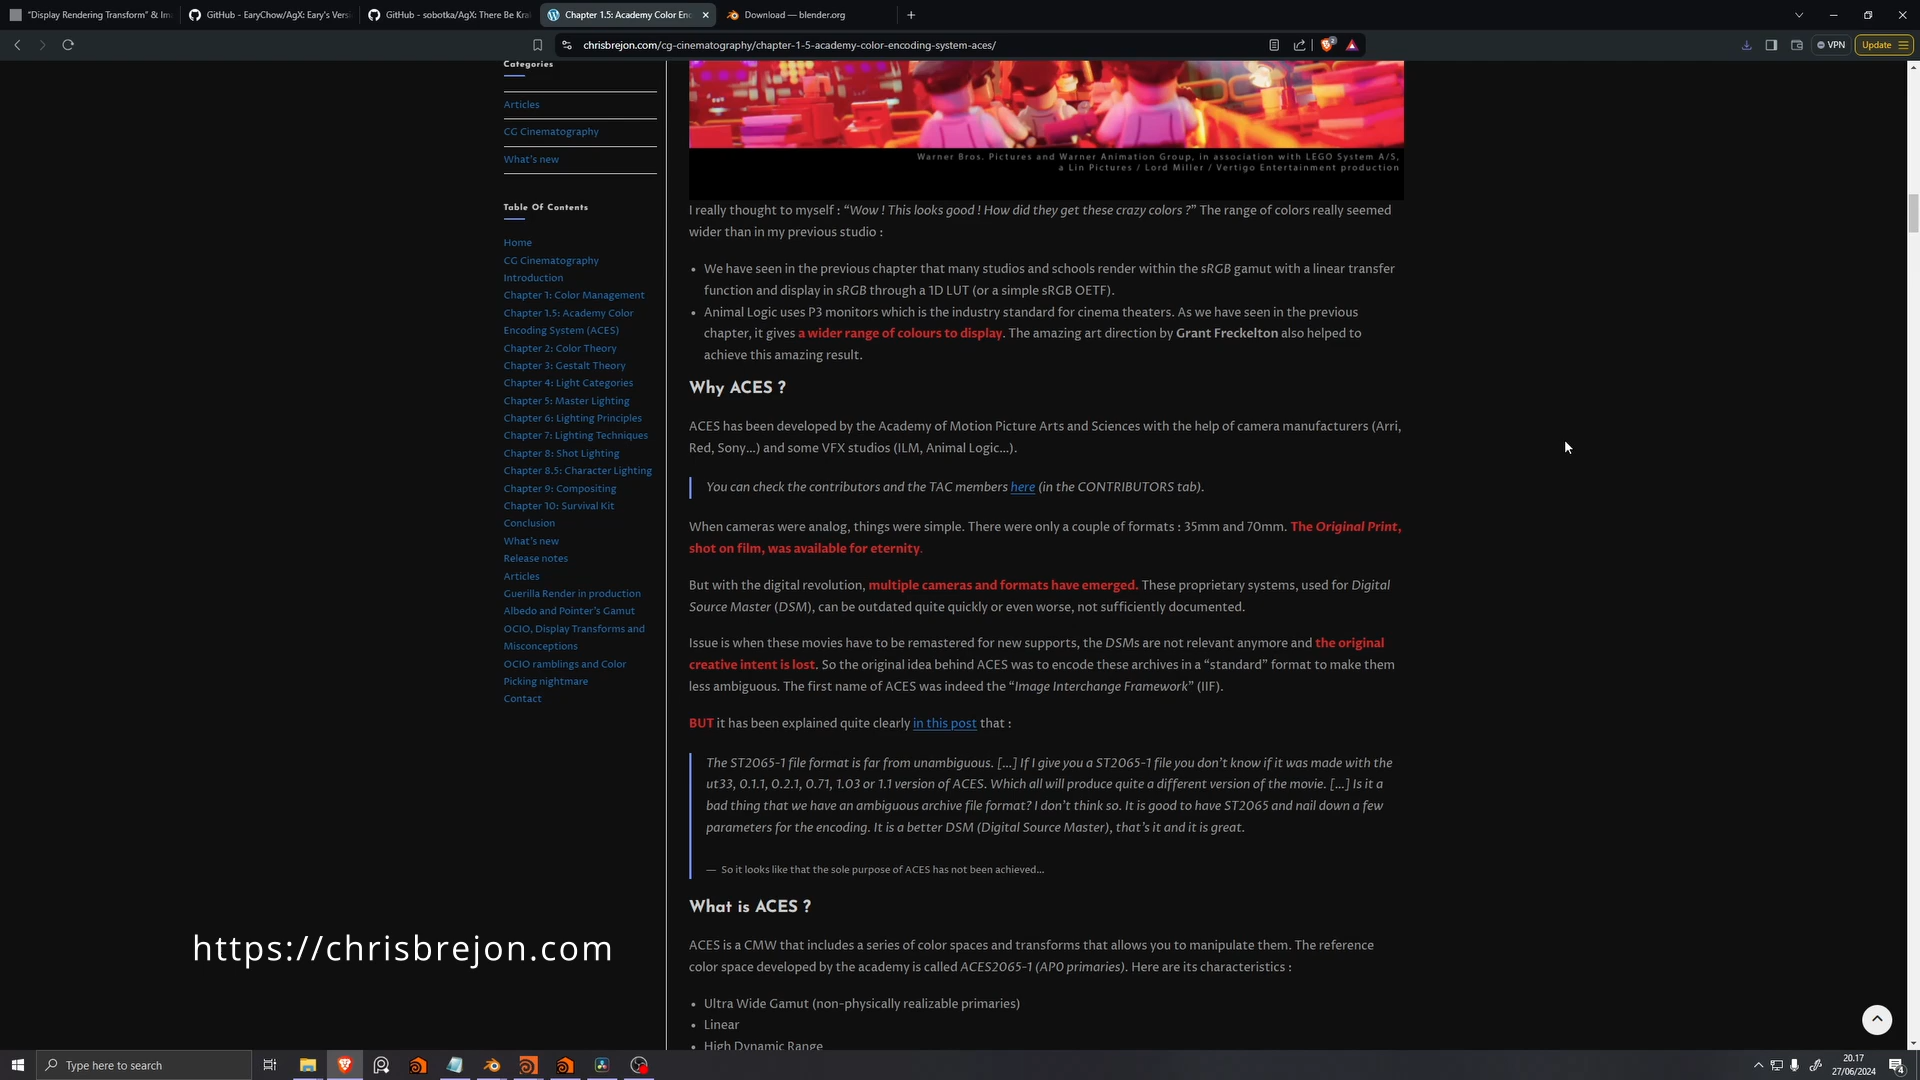 "Display Rendering Transform" & Im
GitHub - EaryChow/AgX: Eary's Versi
GitHub - sobotka/AgX: There Be Kra
Chapter 1.5: Academy Color En
Download — blender.org
chrisbrejon.com/cg-cinematography/chapter-1-5-academy-color-encoding-system-aces/
2
VPN
Update
Categories
Articles
CG Cinematography
What's new
Table Of Contents
Home
CG Cinematography
Introduction
Chapter 1: Color Management
Chapter 1.5: Academy Color
Encoding System (ACES)
Chapter 2: Color Theory
Chapter 3: Gestalt Theory
Chapter 4: Light Categories
Chapter 5: Master Lighting
Chapter 6: Lighting Principles
Chapter 7: Lighting Techniques
Chapter 8: Shot Lighting
Chapter 8.5: Character Lighting
Chapter 9: Compositing
Chapter 10: Survival Kit
Conclusion
What's new
Release notes
Articles
Guerilla Render in production
Albedo and Pointer's Gamut
OCIO, Display Transforms and
Misconceptions
OCIO ramblings and Color
Picking nightmare
Contact
Warner Bros. Pictures and Warner Animation Group, in association with LEGO System A/S,
a Lin Pictures / Lord Miller / Vertigo Entertainment production
I really thought to myself : “Wow ! This looks good ! How did they get these crazy colors ?” The range of colors really seemed
wider than in my previous studio :
• We have seen in the previous chapter that many studios and schools render within the sRGB gamut with a linear transfer
function and display in sRGB through a 1D LUT (or a simple sRGB OETF).
• Animal Logic uses P3 monitors which is the industry standard for cinema theaters. As we have seen in the previous
chapter, it gives a wider range of colours to display. The amazing art direction by Grant Freckelton also helped to
achieve this amazing result.
Why ACES ?
ACES has been developed by the Academy of Motion Picture Arts and Sciences with the help of camera manufacturers (Arri,
Red, Sony…) and some VFX studios (ILM, Animal Logic…).
You can check the contributors and the TAC members here (in the CONTRIBUTORS tab).
When cameras were analog, things were simple. There were only a couple of formats : 35mm and 70mm. The Original Print,
shot on film, was available for eternity.
But with the digital revolution, multiple cameras and formats have emerged. These proprietary systems, used for Digital
Source Master (DSM), can be outdated quite quickly or even worse, not sufficiently documented.
Issue is when these movies have to be remastered for new supports, the DSMs are not relevant anymore and the original
creative intent is lost. So the original idea behind ACES was to encode these archives in a “standard” format to make them
less ambiguous. The first name of ACES was indeed the “Image Interchange Framework” (IIF).
BUT it has been explained quite clearly in this post that :
The ST2065-1 file format is far from unambiguous. […] If I give you a ST2065-1 file you don't know if it was made with the
ut33, 0.1.1, 0.2.1, 0.71, 1.03 or 1.1 version of ACES. Which all will produce quite a different version of the movie. […] Is it a
bad thing that we have an ambiguous archive file format? I don't think so. It is good to have ST2065 and nail down a few
parameters for the encoding. It is a better DSM (Digital Source Master), that's it and it is great.
— So it looks like that the sole purpose of ACES has not been achieved…
What is ACES ?
ACES is a CMW that includes a series of color spaces and transforms that allows you to manipulate them. The reference
color space developed by the academy is called ACES2065-1 (AP0 primaries). Here are its characteristics :
• Ultra Wide Gamut (non-physically realizable primaries)
• Linear
• High Dynamic Range
https://chrisbrejon.com
Type here to search
20.17
27/06/2024
4